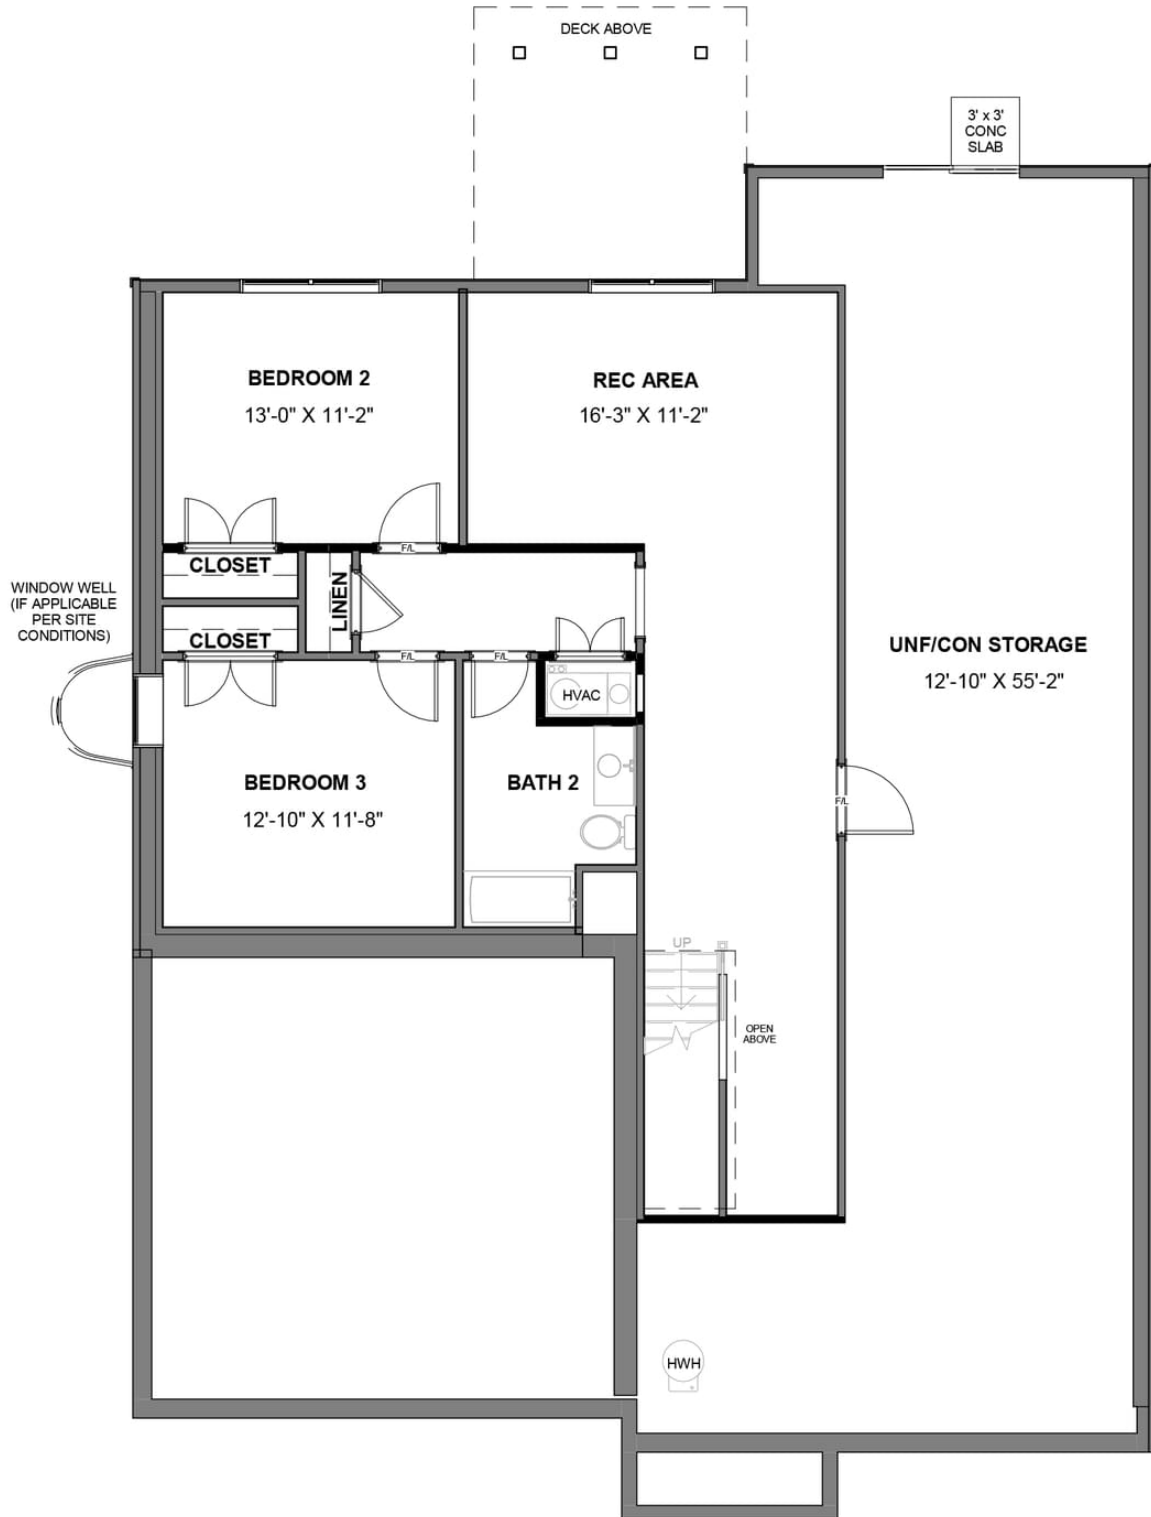 DECK ABOVE
3' x 3'
CONC
SLAB
BEDROOM 2
13'-0" X 11'-2"
REC AREA
16'-3" X 11'-2"
F/L
CLOSET
LINEN
WINDOW WELL
(IF APPLICABLE
PER SITE
CONDITIONS)
CLOSET
UNF/CON STORAGE
12'-10" X 55'-2"
F/L
F/L
HVAC
BEDROOM 3
12'-10" X 11'-8"
BATH 2
F/L
UP
OPEN
ABOVE
HWH